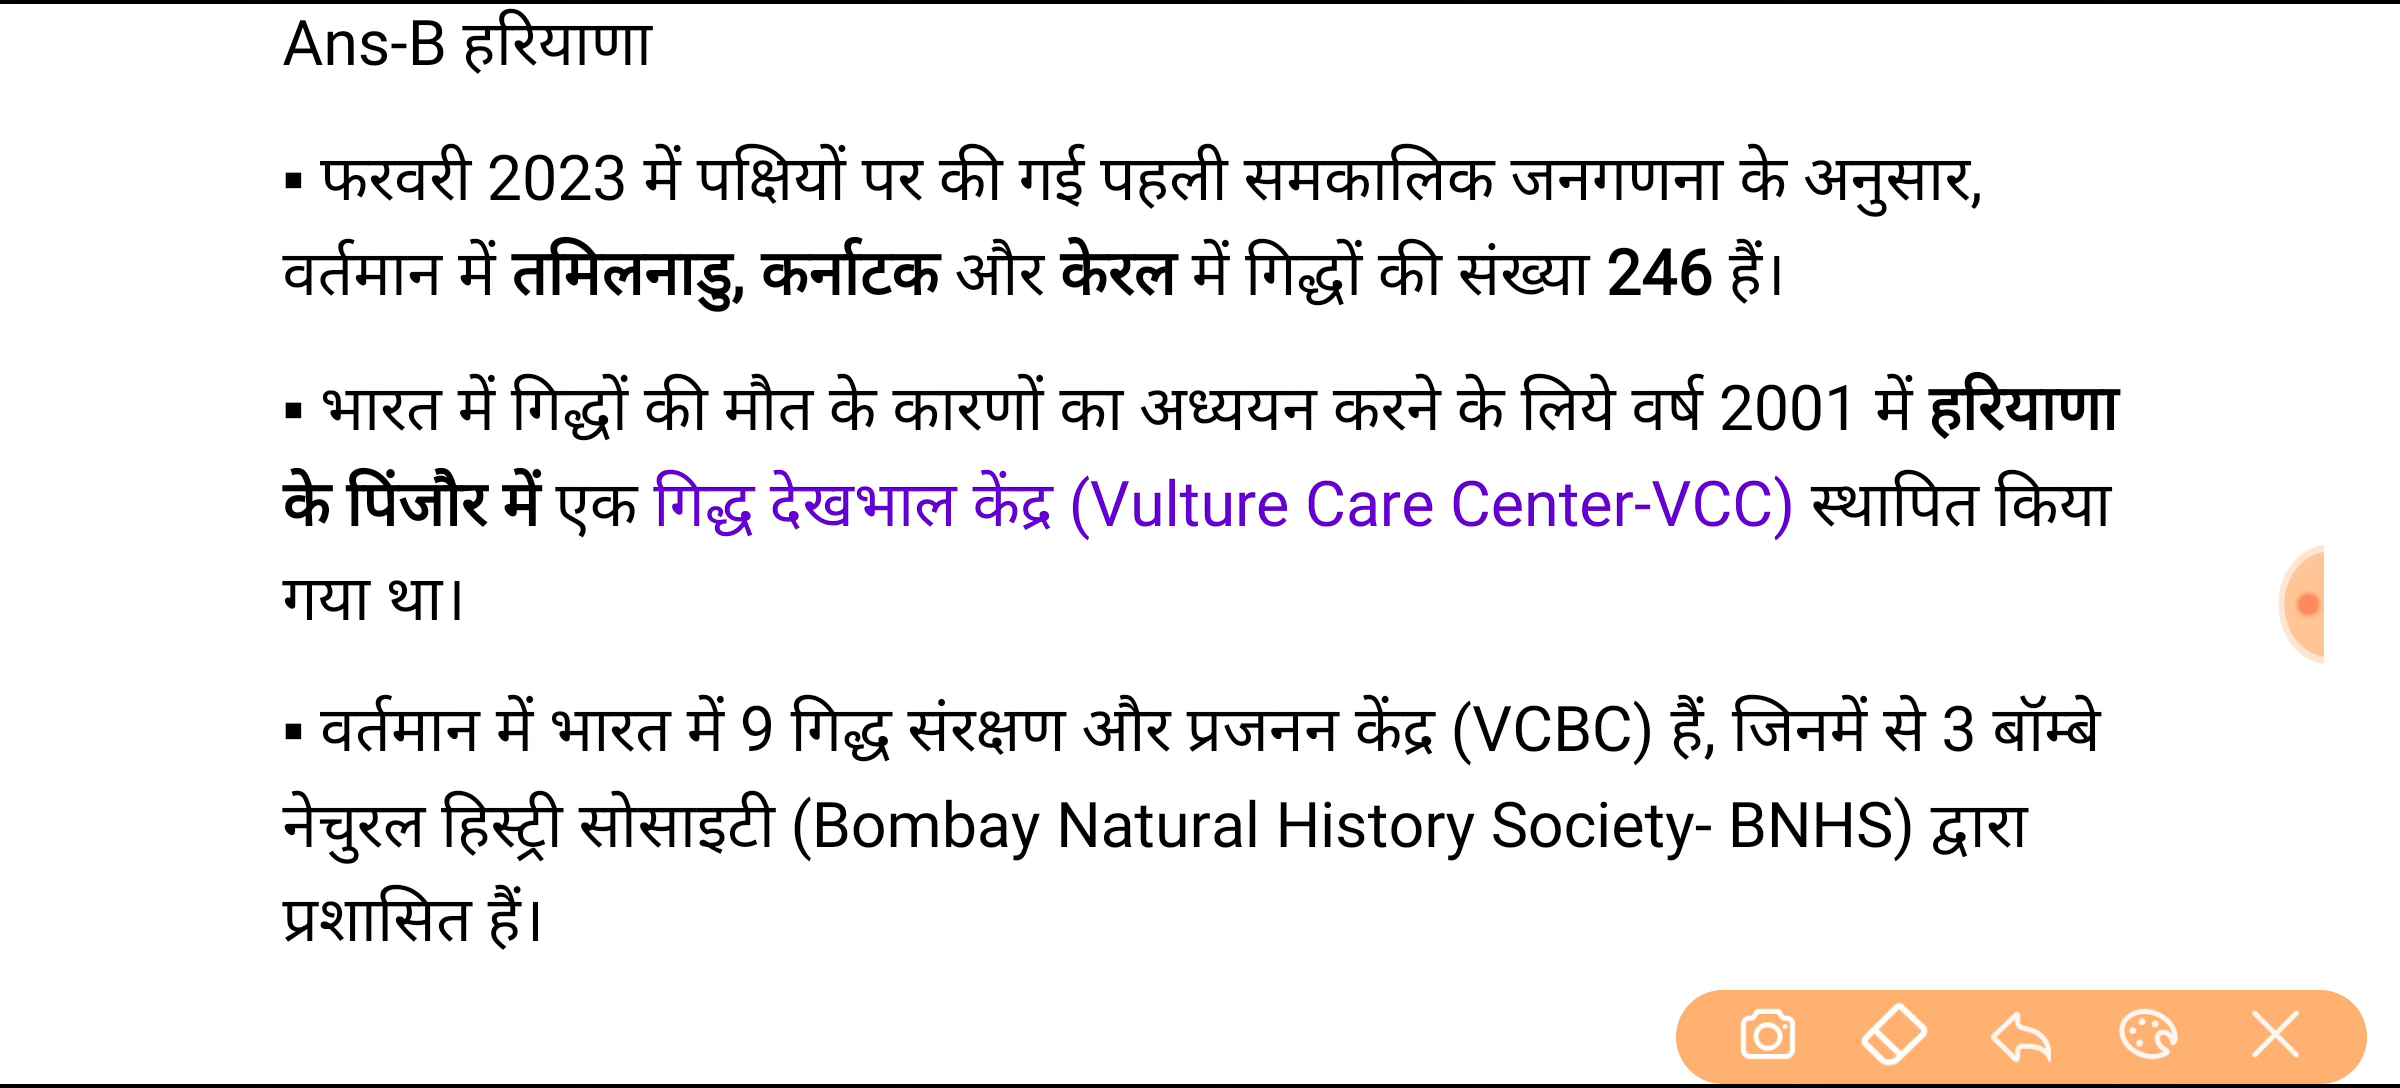 Ans-B हरियाणा
▪ फरवरी 2023 में पक्षियों पर की गई पहली समकालिक जनगणना के अनुसार,
वर्तमान में तमिलनाडु, कर्नाटक और केरल में गिद्धों की संख्या 246 हैं।
▪ भारत में गिद्धों की मौत के कारणों का अध्ययन करने के लिये वर्ष 2001 में हरियाणा
के पिंजौर में एक गिद्ध देखभाल केंद्र (Vulture Care Center-VCC) स्थापित किया
गया था।
▪ वर्तमान में भारत में 9 गिद्ध संरक्षण और प्रजनन केंद्र (VCBC) हैं, जिनमें से 3 बॉम्बे
नेचुरल हिस्ट्री सोसाइटी (Bombay Natural History Society- BNHS) द्वारा
प्रशासित हैं।